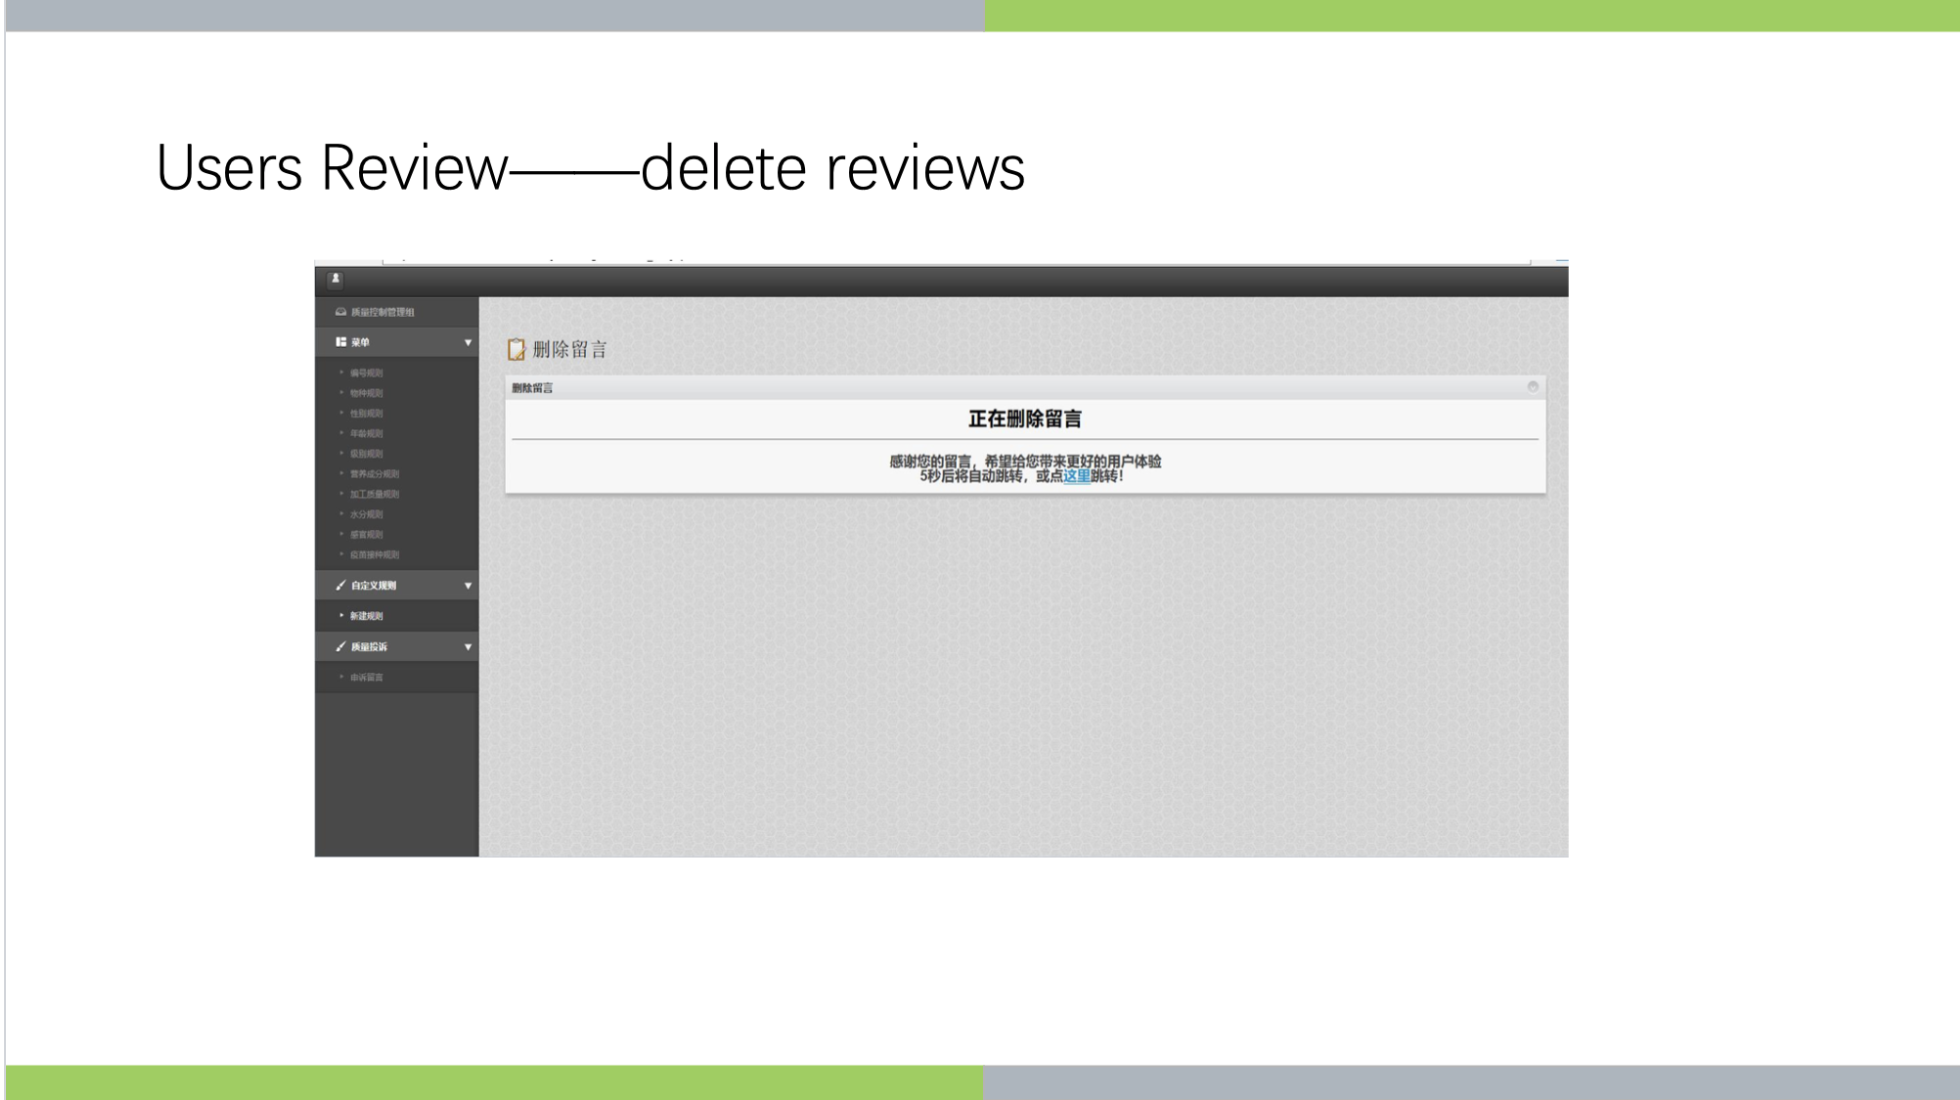 Users Review——delete reviews
质量控制管理组
菜单
编号规则
物种规则
性别规则
年龄规则
级别规则
营养成分规则
加工质量规则
水分规则
感官规则
疫苗接种规则
自定义规则
新建规则
质量投诉
申诉留言
删除留言
删除留言
正在删除留言
感谢您的留言，希望给您带来更好的用户体验
5秒后将自动跳转，或点这里跳转！